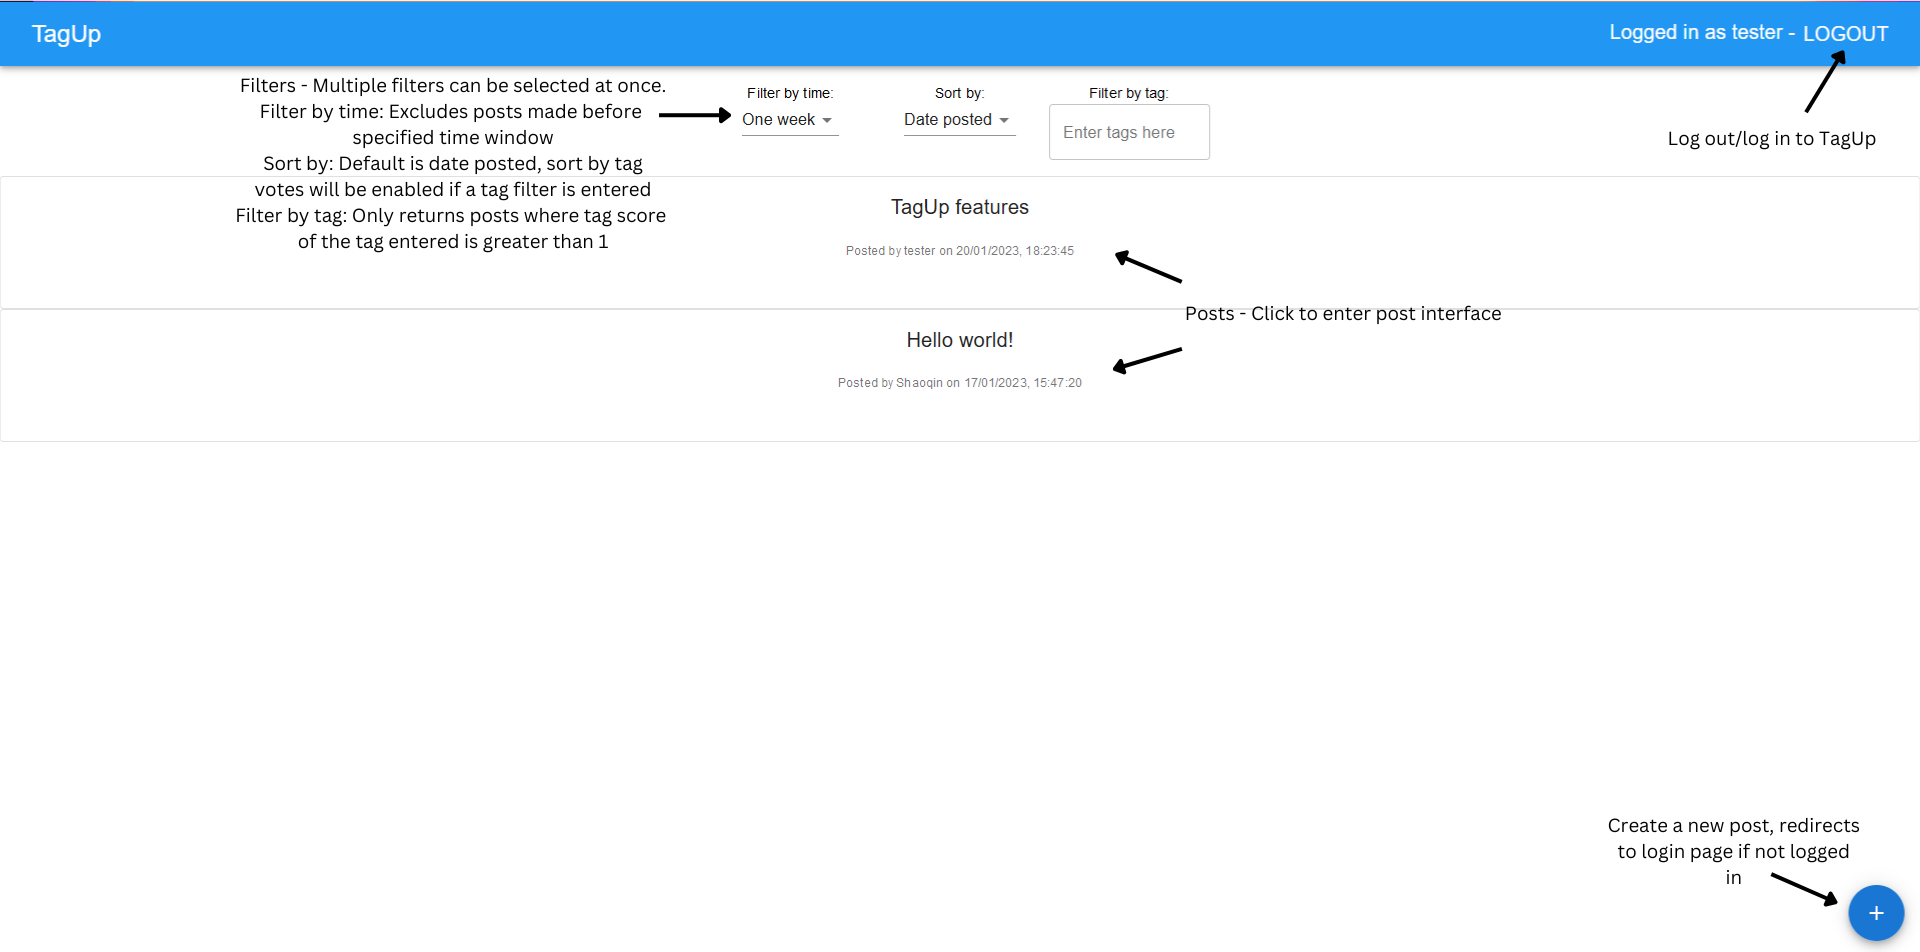 TagUp
Logged in as tester - LOGOUT
Filters - Multiple filters can be selected at once.
Filter by time: Excludes posts made before
specified time window
Sort by: Default is date posted, sort by tag
votes will be enabled if a tag filter is entered
Filter by tag: Only returns posts where tag score
of the tag entered is greater than 1
Filter by time:
One week
Sort by:
Date posted
Filter by tag:
Enter tags here
Log out/log in to TagUp
TagUp features
Posted by tester on 20/01/2023, 18:23:45
Posts - Click to enter post interface
Hello world!
Posted by Shaoqin on 17/01/2023, 15:47:20
Create a new post, redirects
to login page if not logged
in
+